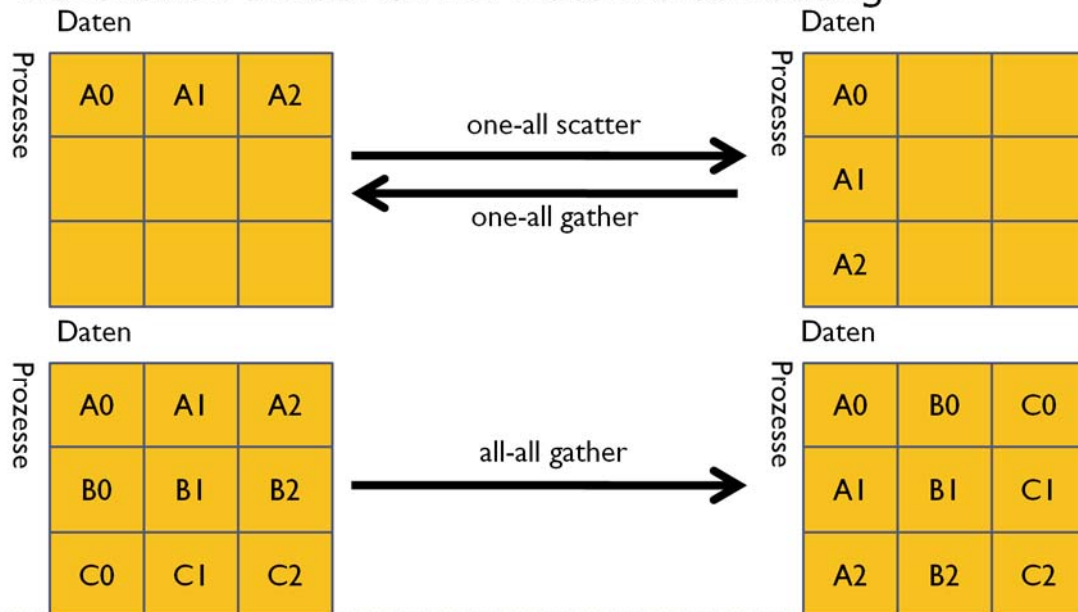 Daten
Daten
Prozesse
A0 A1 A2
one-all scatter
one-all gather
Prozesse
A0
A1
A2
Daten
Daten
Prozesse
A0 A1 A2
B0 B1 B2
C0 C1 C2
all-all gather
Prozesse
A0 B0 C0
A1 B1 C1
A2 B2 C2